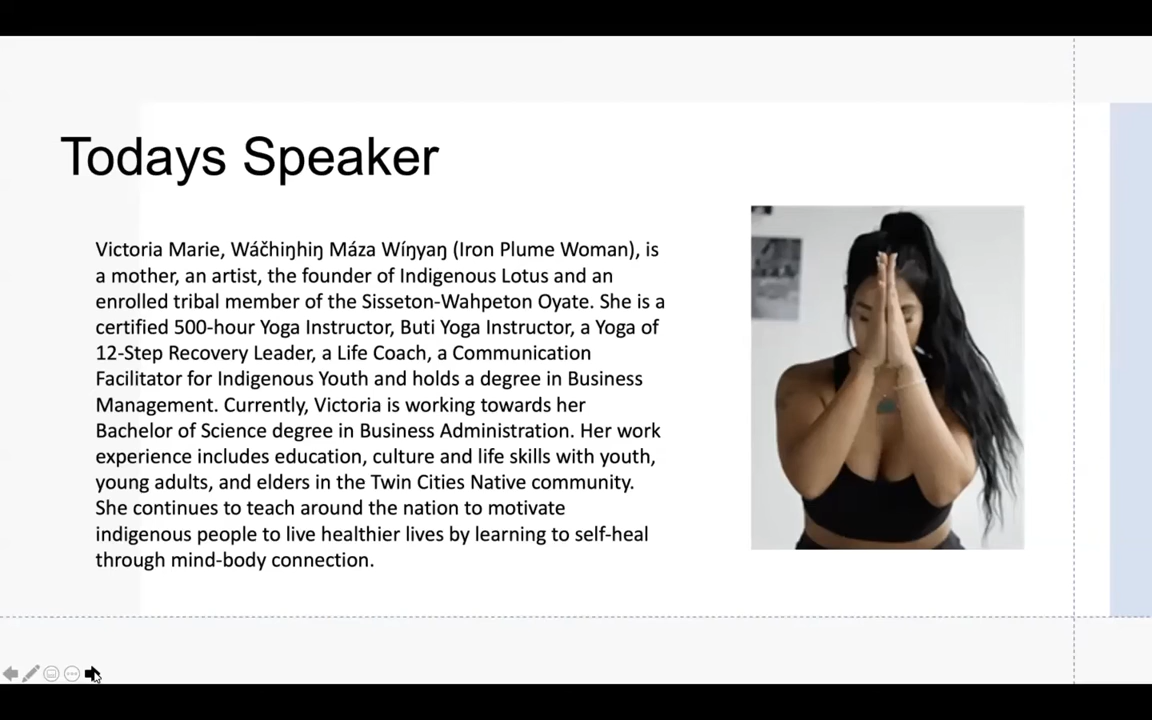 Todays Speaker
Victoria Marie, Wáčhiŋhiŋ Máza Wíŋyaŋ (Iron Plume Woman), is
a mother, an artist, the founder of Indigenous Lotus and an
enrolled tribal member of the Sisseton-Wahpeton Oyate. She is a
certified 500-hour Yoga Instructor, Buti Yoga Instructor, a Yoga of
12-Step Recovery Leader, a Life Coach, a Communication
Facilitator for Indigenous Youth and holds a degree in Business
Management. Currently, Victoria is working towards her
Bachelor of Science degree in Business Administration. Her work
experience includes education, culture and life skills with youth,
young adults, and elders in the Twin Cities Native community.
She continues to teach around the nation to motivate
indigenous people to live healthier lives by learning to self-heal
through mind-body connection.